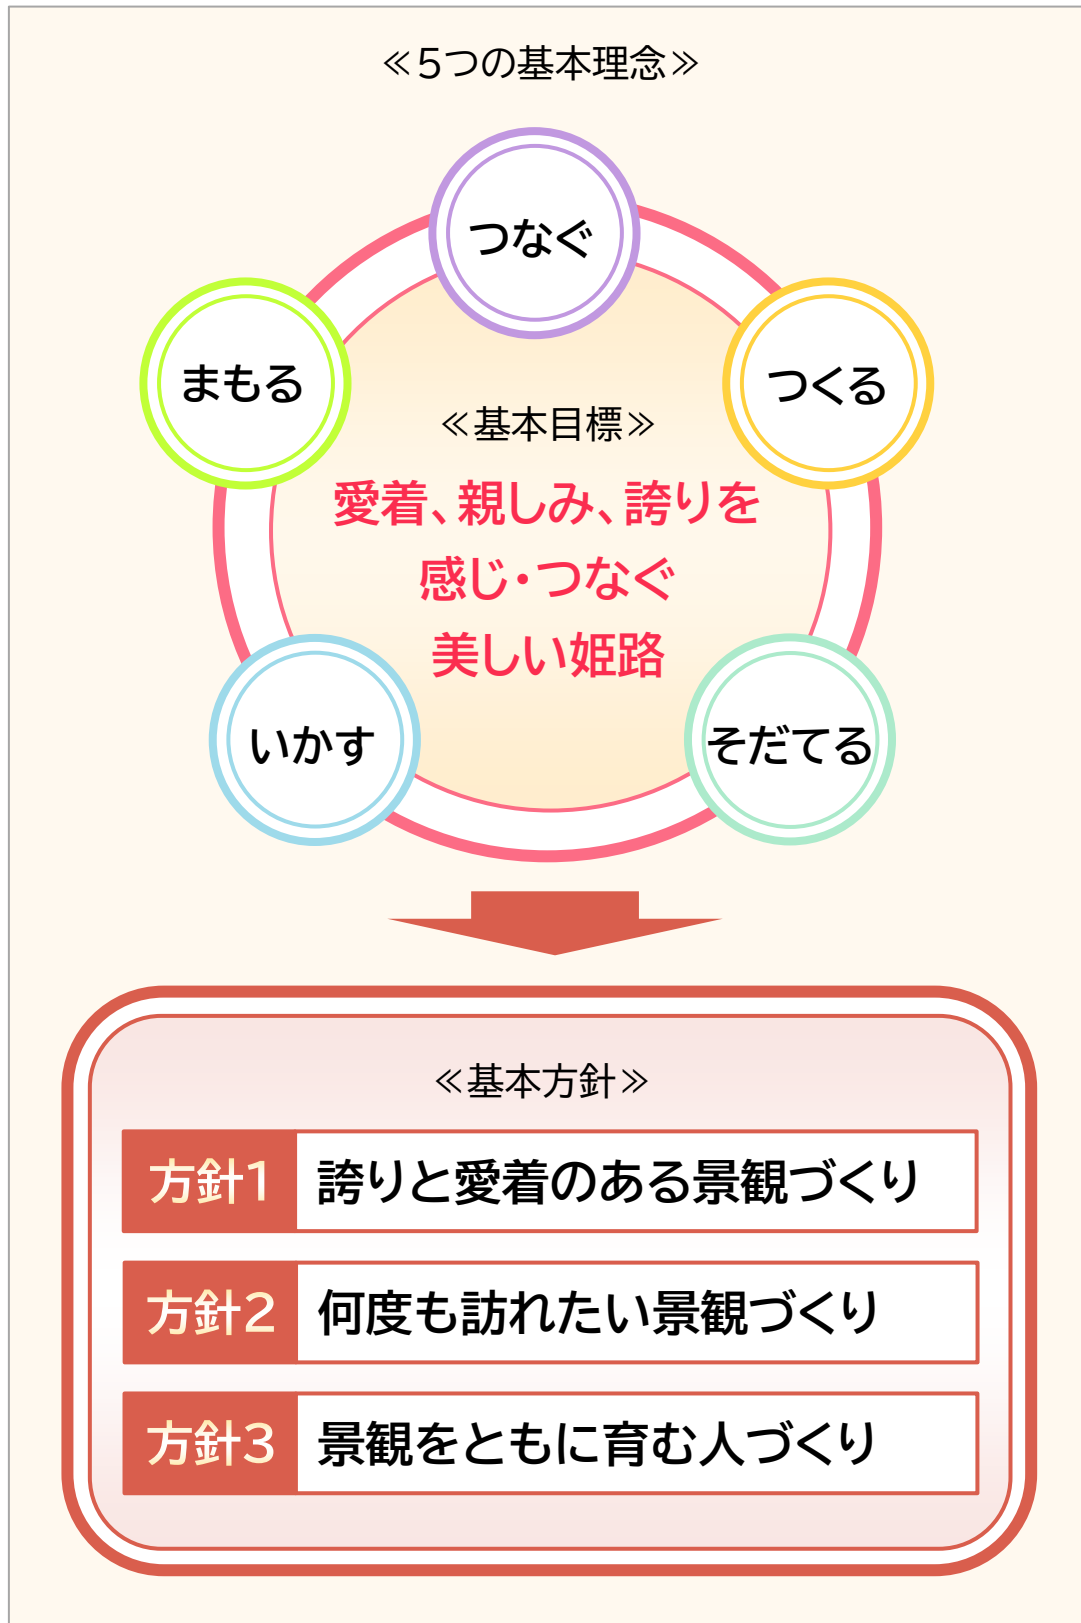 ≪5つの基本理念≫
つなぐ
まもる
つくる
≪基本目標≫
愛着、親しみ、誇りを
感じ・つなぐ
美しい姫路
いかす
そだてる
≪基本方針≫
方針1 誇りと愛着のある景観づくり
方針2 何度も訪れたい景観づくり
方針3 景観をともに育む人づくり